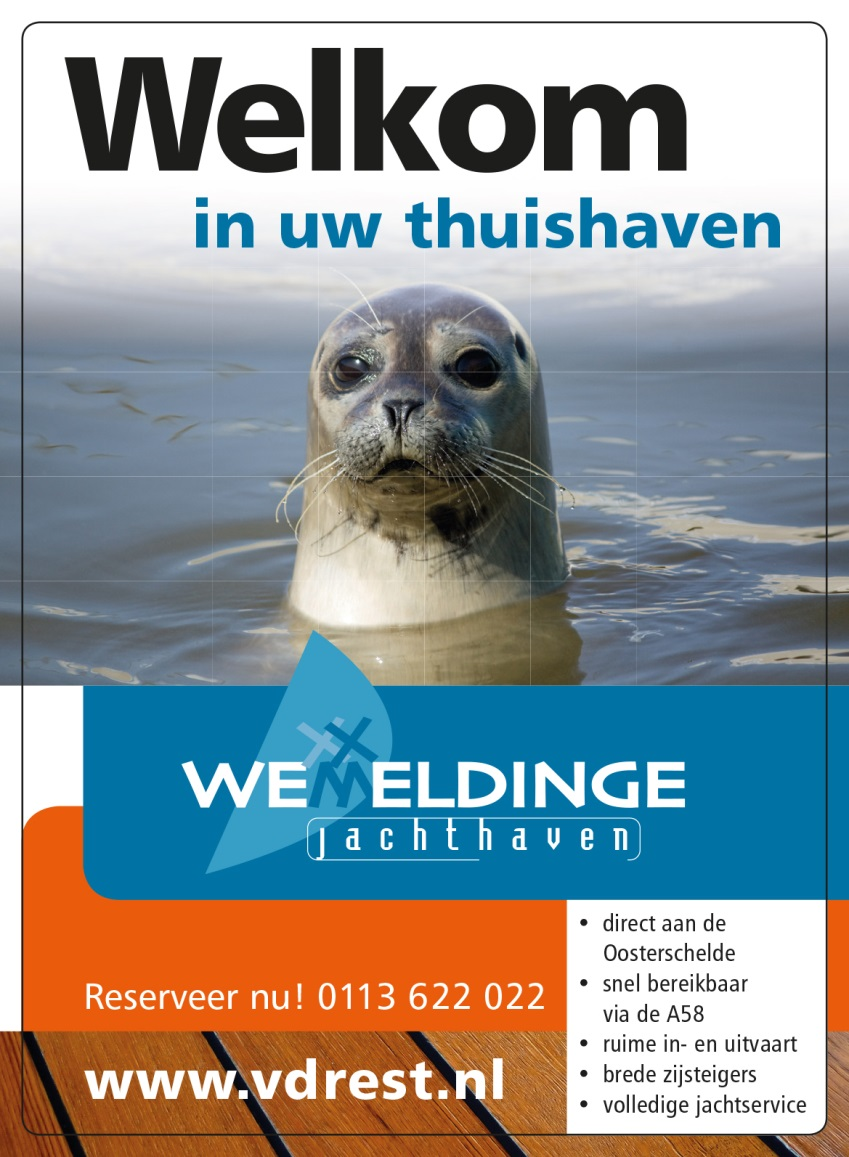 Welkom
in uw thuishaven
WEMELDINGE
jachthaven
Reserveer nu! 0113 622 022
www.vdrest.nl
• direct aan de
Oosterschelde
• snel bereikbaar
via de A58
• ruime in- en uitvaart
• brede zijsteigers
• volledige jachtservice